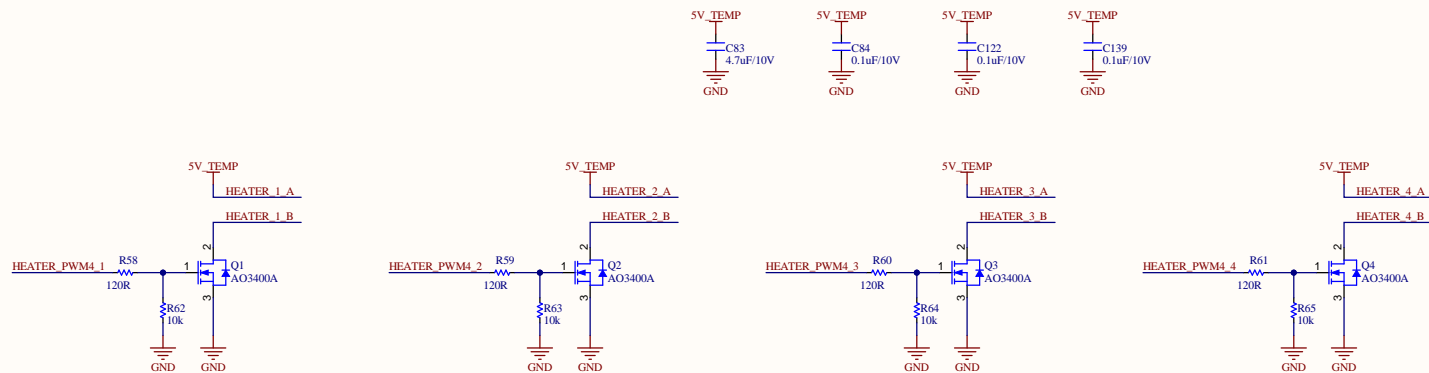 5V_TEMP 5V_TEMP 5V_TEMP 5V_TEMP
C83 C84 C122 C139
4.7uF/10V 0.1uF/10V 0.1uF/10V 0.1uF/10V
GND GND GND GND
5V_TEMP 5V_TEMP 5V_TEMP 5V_TEMP
HEATER_1_A HEATER_2_A HEATER_3_A HEATER_4_A
HEATER_1_B HEATER_2_B HEATER_3_B HEATER_4_B
2 2 2 2
HEATER_PWM4_1 R58 1 Q1 HEATER_PWM4_2 R59 1 Q2 HEATER_PWM4_3 R60 1 Q3 HEATER_PWM4_4 R61 1 Q4
120R AO3400A 120R AO3400A 120R AO3400A 120R AO3400A
3 3 3 3
R62 R63 R64 R65
10k 10k 10k 10k
GND GND GND GND GND GND GND GND